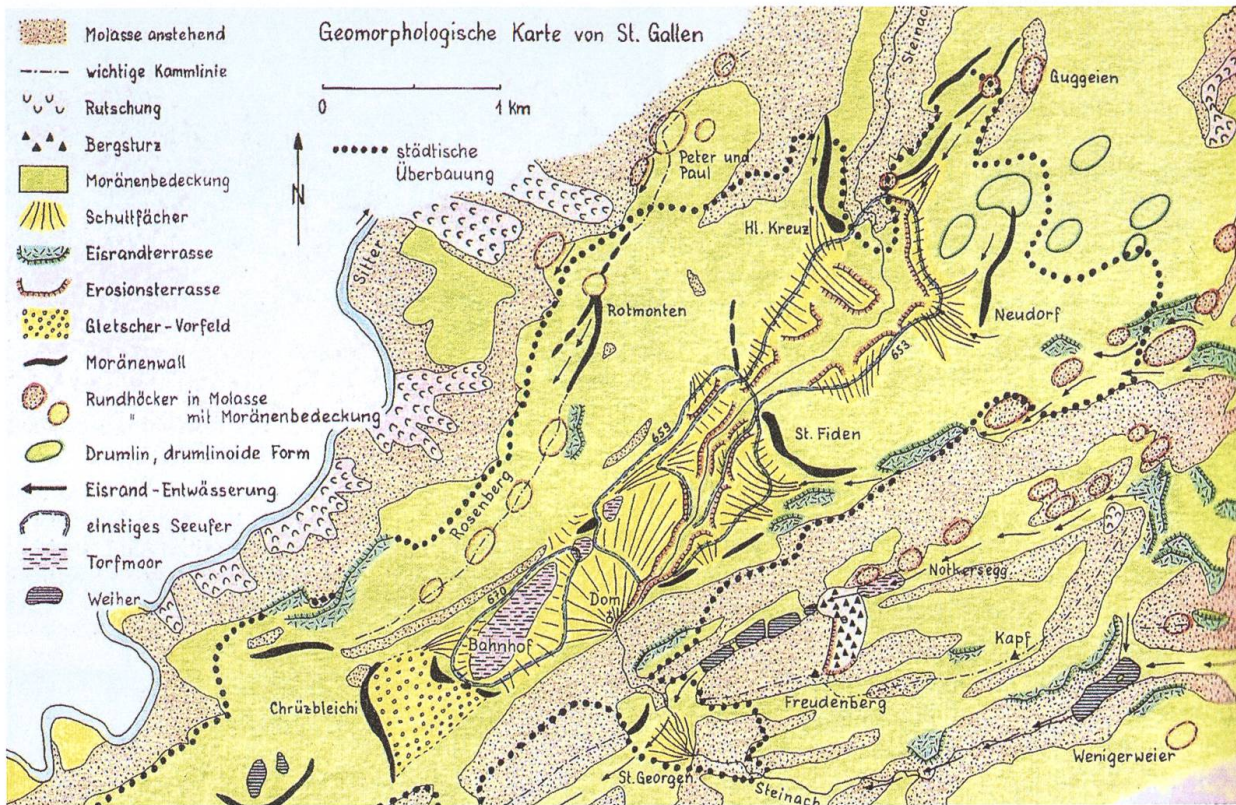 Geomorphologische Karte von St. Gallen
0
1 Km
N
städtische
Überbauung
Molasse anstehend
wichtige Kammlinie
Rutschung
Bergsturz
Moränenbedeckung
Schuttfächer
Eisrandterrasse
Erosionsterrasse
Gletscher-Vorfeld
Moränenwall
Rundhöcker in Molasse
" mit Moränenbedeckung
Drumlin, drumlinoide Form
Eisrand-Entwässerung
einstiges Seeufer
Torfmoor
Weiher
Steinach
Guggeien
Peter und
Paul
Sitter
Hl. Kreuz
Rotmonten
Neudorf
653
659
St. Fiden
Rosenberg
670
Dom
Notkersegg
Bahnhof
Kapf
Chrüzbleichi
Freudenberg
Wenigerweier
St. Georgen
Steinach